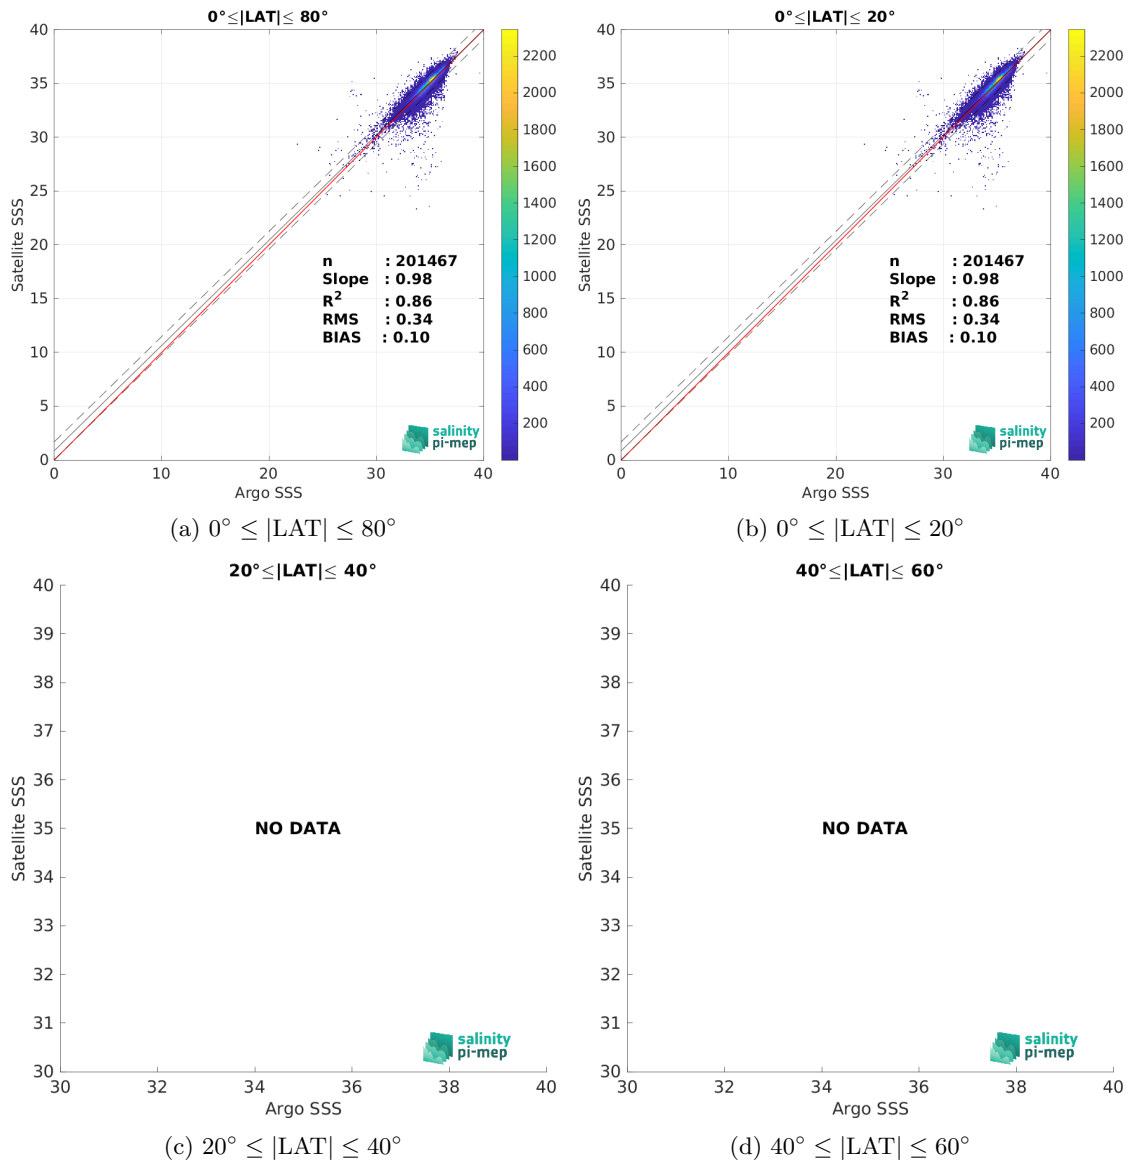 0°≤|LAT|≤ 80°
40
35
30
25
20
15
10
5
0
Satellite SSS
0
10
20
30
40
Argo SSS
n : 201467
Slope : 0.98
R² : 0.86
RMS : 0.34
BIAS : 0.10
salinity
pi-mep
2200
2000
1800
1600
1400
1200
1000
800
600
400
200
(a) 0° ≤ |LAT| ≤ 80°
0°≤|LAT|≤ 20°
40
35
30
25
20
15
10
5
0
Satellite SSS
0
10
20
30
40
Argo SSS
n : 201467
Slope : 0.98
R² : 0.86
RMS : 0.34
BIAS : 0.10
salinity
pi-mep
2200
2000
1800
1600
1400
1200
1000
800
600
400
200
(b) 0° ≤ |LAT| ≤ 20°
20°≤|LAT|≤ 40°
40
39
38
37
36
35
34
33
32
31
30
Satellite SSS
NO DATA
salinity
pi-mep
30
32
34
36
38
40
Argo SSS
(c) 20° ≤ |LAT| ≤ 40°
40°≤|LAT|≤ 60°
40
39
38
37
36
35
34
33
32
31
30
Satellite SSS
NO DATA
salinity
pi-mep
30
32
34
36
38
40
Argo SSS
(d) 40° ≤ |LAT| ≤ 60°